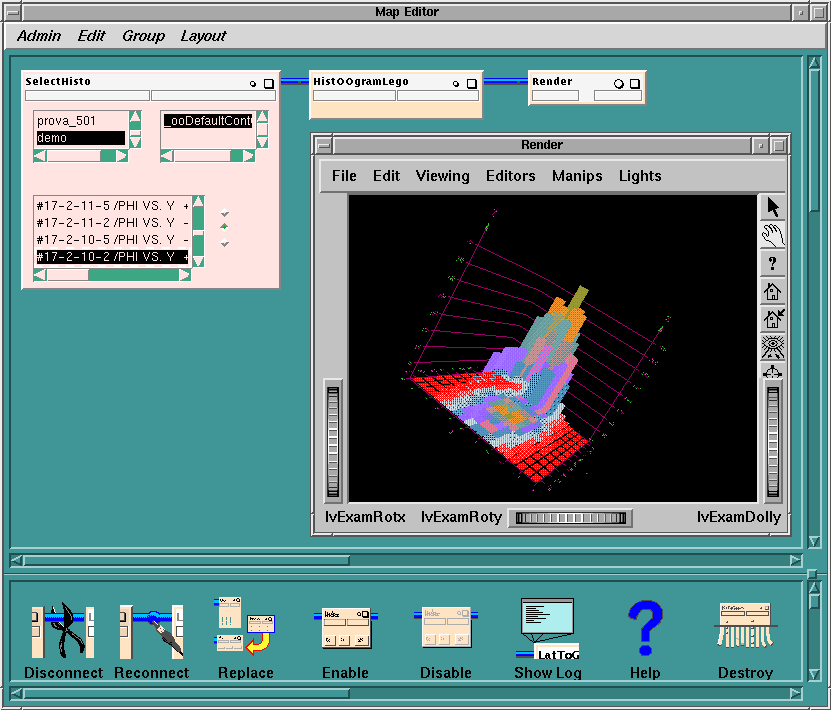 Map Editor
Admin Edit Group Layout
SelectHisto
HistOOgramLego
Render
prova_501
demo
_ooDefaultCont
#17-2-11-5 /PHI VS. Y +
#17-2-11-2 /PHI VS. Y -
#17-2-10-5 /PHI VS. Y -
#17-2-10-2 /PHI VS. Y +
Render
File Edit Viewing Editors Manips Lights
?
IvExamRotx IvExamRoty IvExamDolly
LatToG
Disconnect Reconnect Replace Enable Disable Show Log Help Destroy